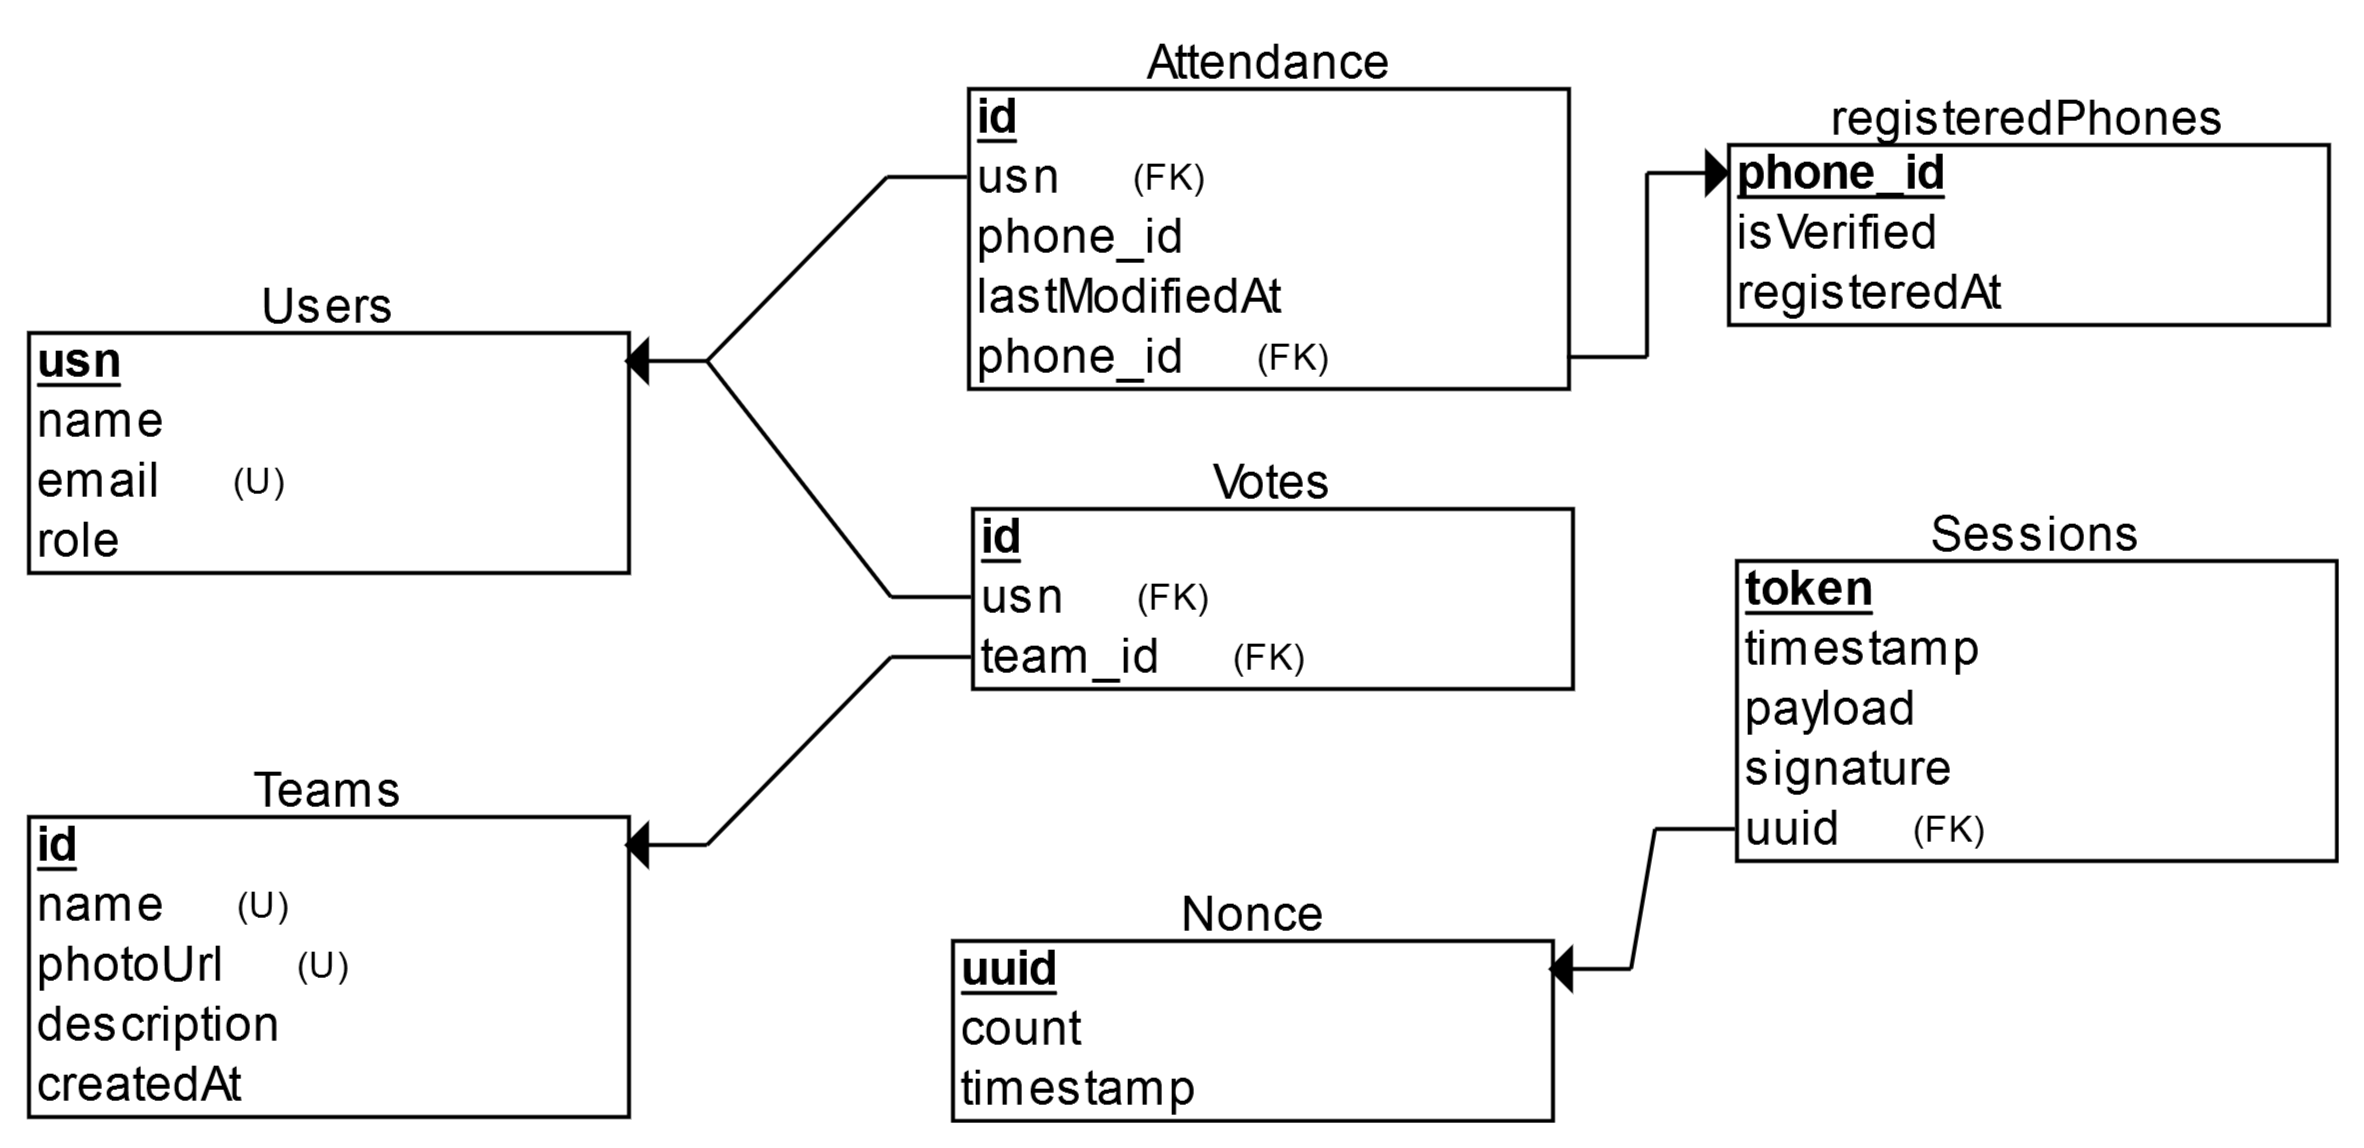 Attendance
id
usn (FK)
phone_id
lastModifiedAt
phone_id (FK)
registeredPhones
phone_id
isVerified
registeredAt
Users
usn
name
email (U)
role
Votes
id
usn (FK)
team_id (FK)
Sessions
token
timestamp
payload
signature
uuid (FK)
Teams
id
name (U)
photoUrl (U)
description
createdAt
Nonce
uuid
count
timestamp